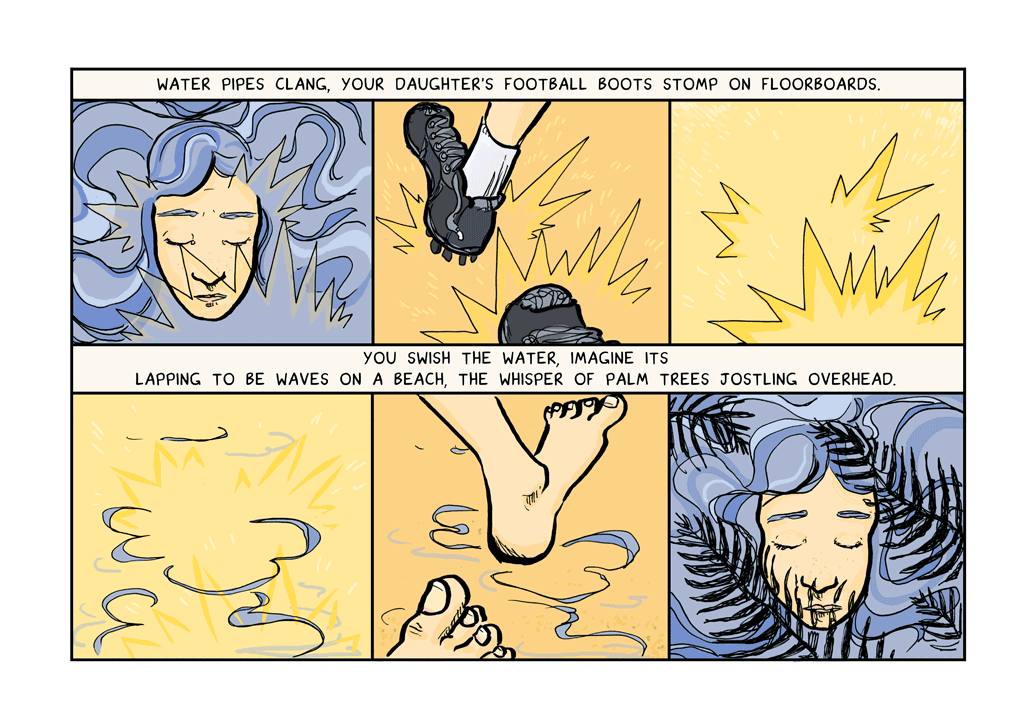 WATER PIPES CLANG, YOUR DAUGHTER'S FOOTBALL BOOTS STOMP ON FLOORBOARDS.
YOU SWISH THE WATER, IMAGINE ITS
LAPPING TO BE WAVES ON A BEACH, THE WHISPER OF PALM TREES JOSTLING OVERHEAD.